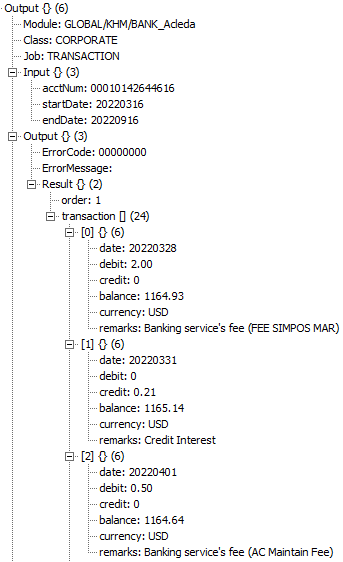 Output {} (6)
Module: GLOBAL/KHM/BANK_Acleda
Class: CORPORATE
Job: TRANSACTION
Input {} (3)
acctNum: 00010142644616
startDate: 20220316
endDate: 20220916
Output {} (3)
ErrorCode: 00000000
ErrorMessage:
Result {} (2)
order: 1
transaction [] (24)
[0] {} (6)
date: 20220328
debit: 2.00
credit: 0
balance: 1164.93
currency: USD
remarks: Banking service's fee (FEE SIMPOS MAR)
[1] {} (6)
date: 20220331
debit: 0
credit: 0.21
balance: 1165.14
currency: USD
remarks: Credit Interest
[2] {} (6)
date: 20220401
debit: 0.50
credit: 0
balance: 1164.64
currency: USD
remarks: Banking service's fee (AC Maintain Fee)